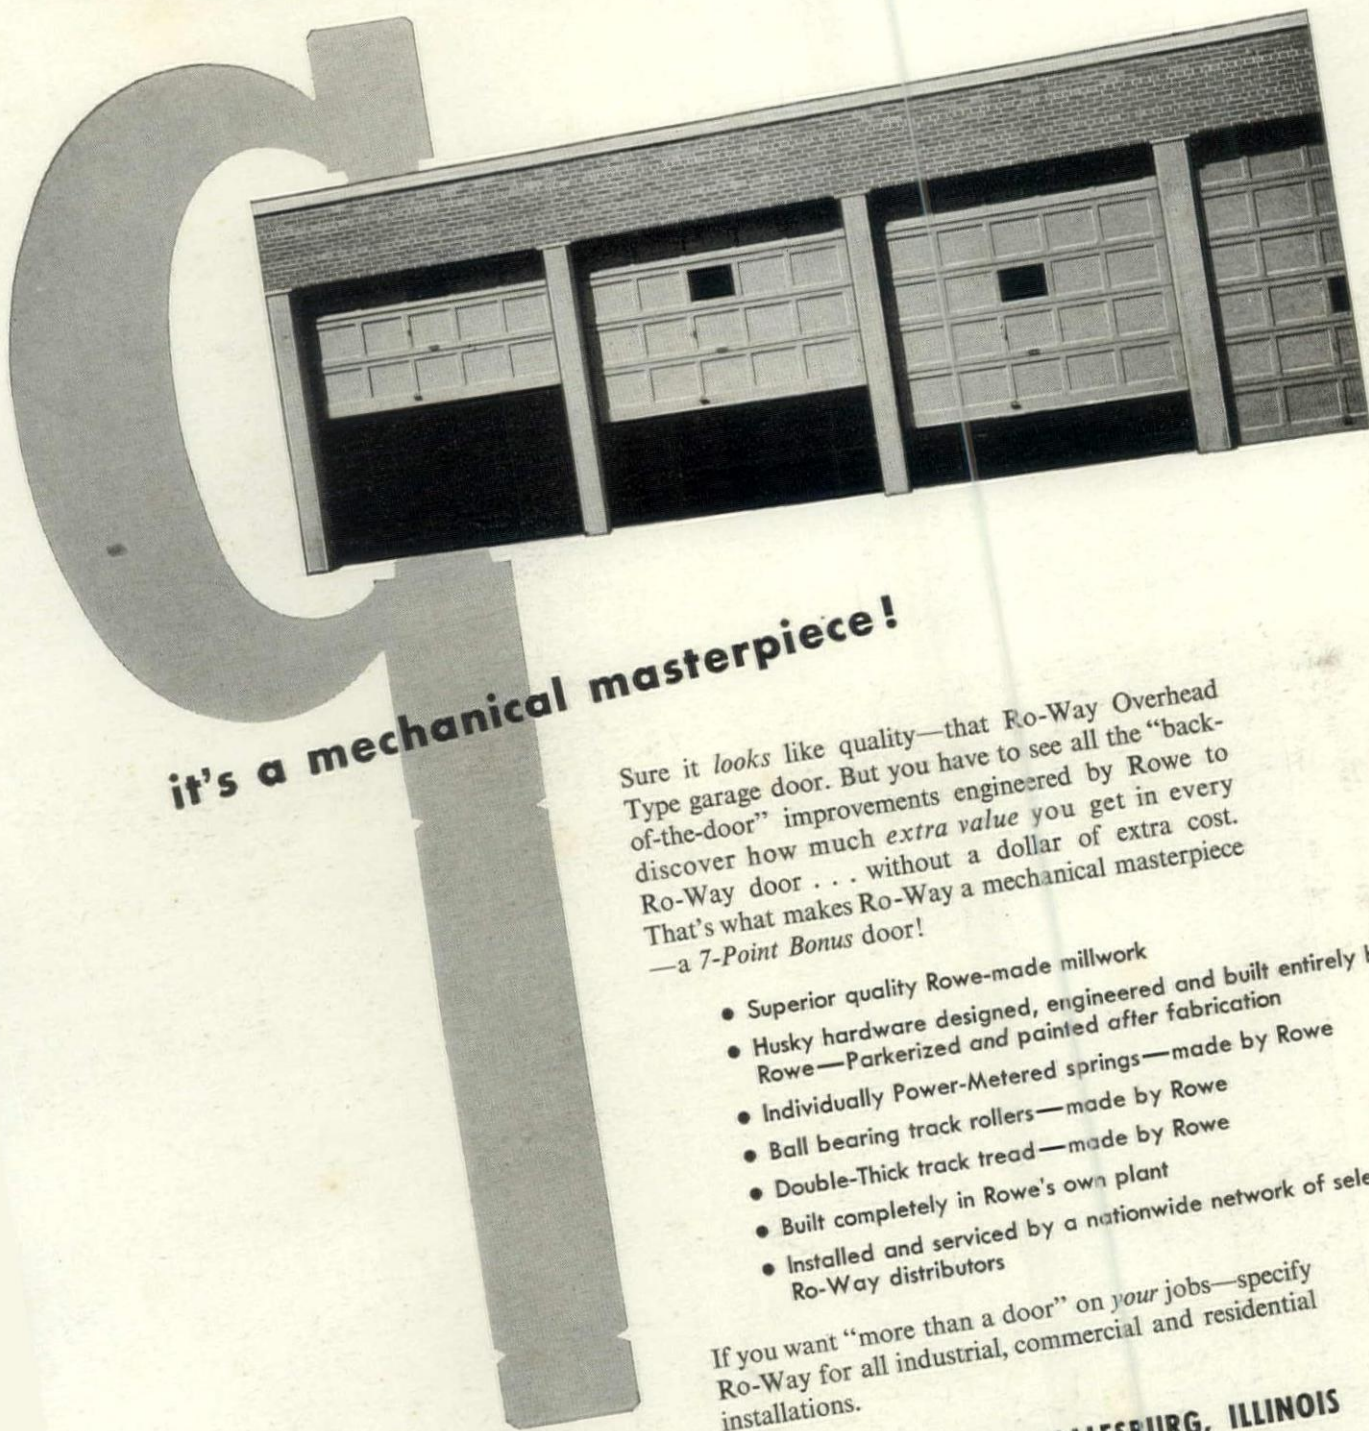 it's a mechanical masterpiece!
Sure it looks like quality—that Ro-Way Overhead
Type garage door. But you have to see all the “back-
of-the-door” improvements engineered by Rowe to
discover how much extra value you get in every
Ro-Way door . . . without a dollar of extra cost.
That's what makes Ro-Way a mechanical masterpiece
—a 7-Point Bonus door!
• Superior quality Rowe-made millwork
• Husky hardware designed, engineered and built entirely
Rowe—Parkerized and painted after fabrication
• Individually Power-Metered springs—made by Rowe
• Ball bearing track rollers—made by Rowe
• Double-Thick track tread—made by Rowe
• Built completely in Rowe's own plant
• Installed and serviced by a nationwide network of
Ro-Way distributors
If you want “more than a door” on your jobs—specify
Ro-Way for all industrial, commercial and residential
installations.
ILLINOIS